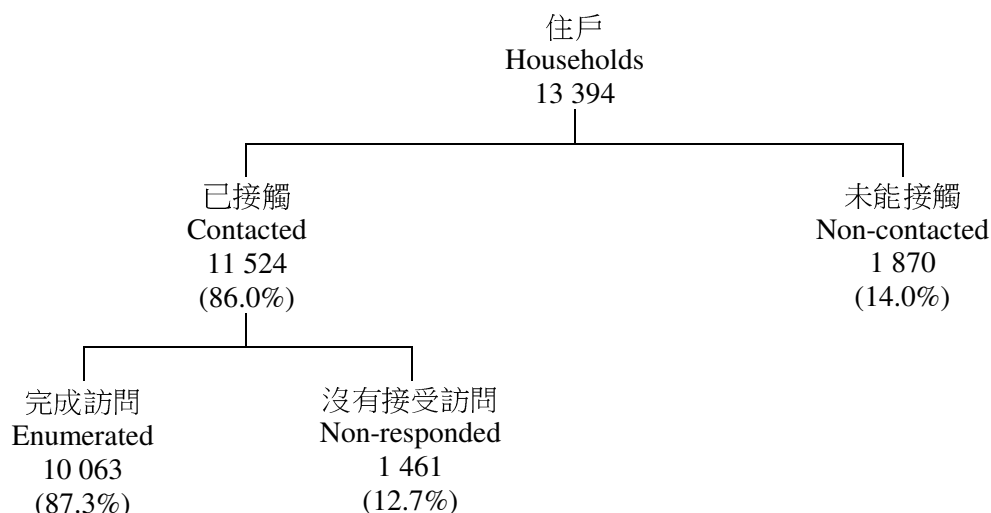 住戶
Households
13 394
已接觸
Contacted
11 524
(86.0%)
未能接觸
Non-contacted
1 870
(14.0%)
完成訪問
Enumerated
10 063
(87.3%)
沒有接受訪問
Non-responded
1 461
(12.7%)